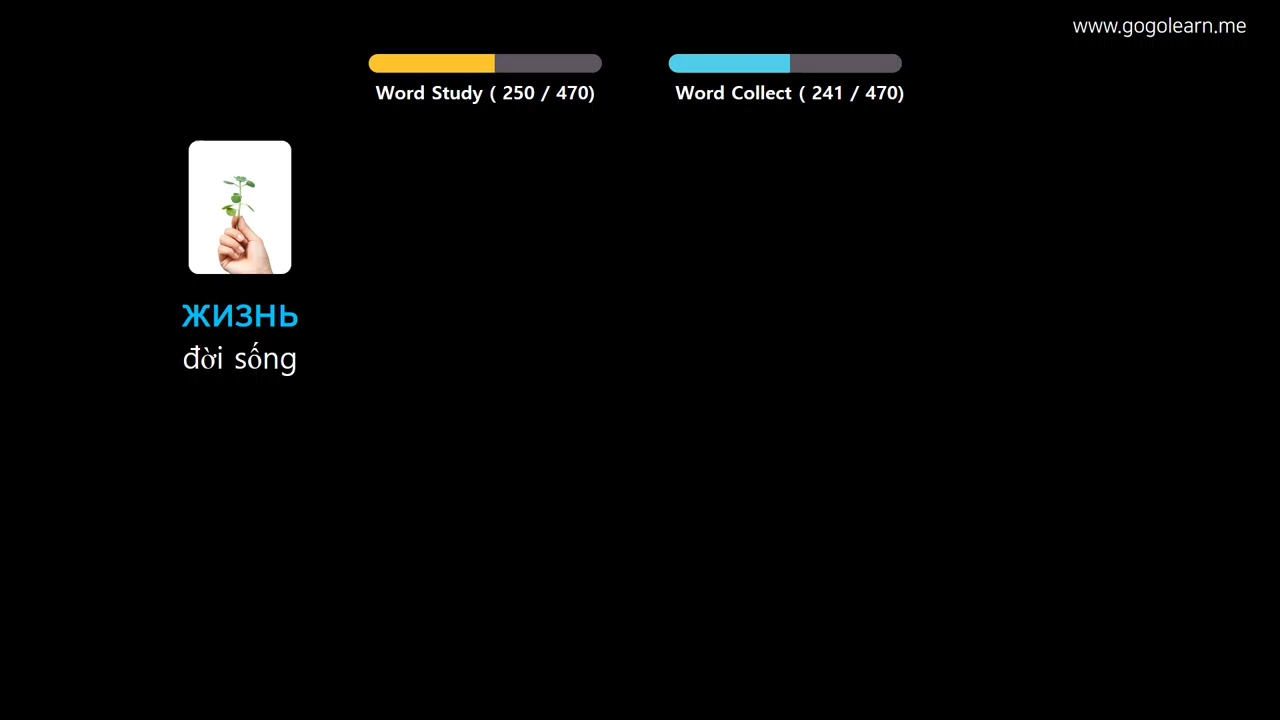 www.gogolearn.me
Word Study ( 250 / 470)
Word Collect ( 241 / 470)
жизнь
đời sống